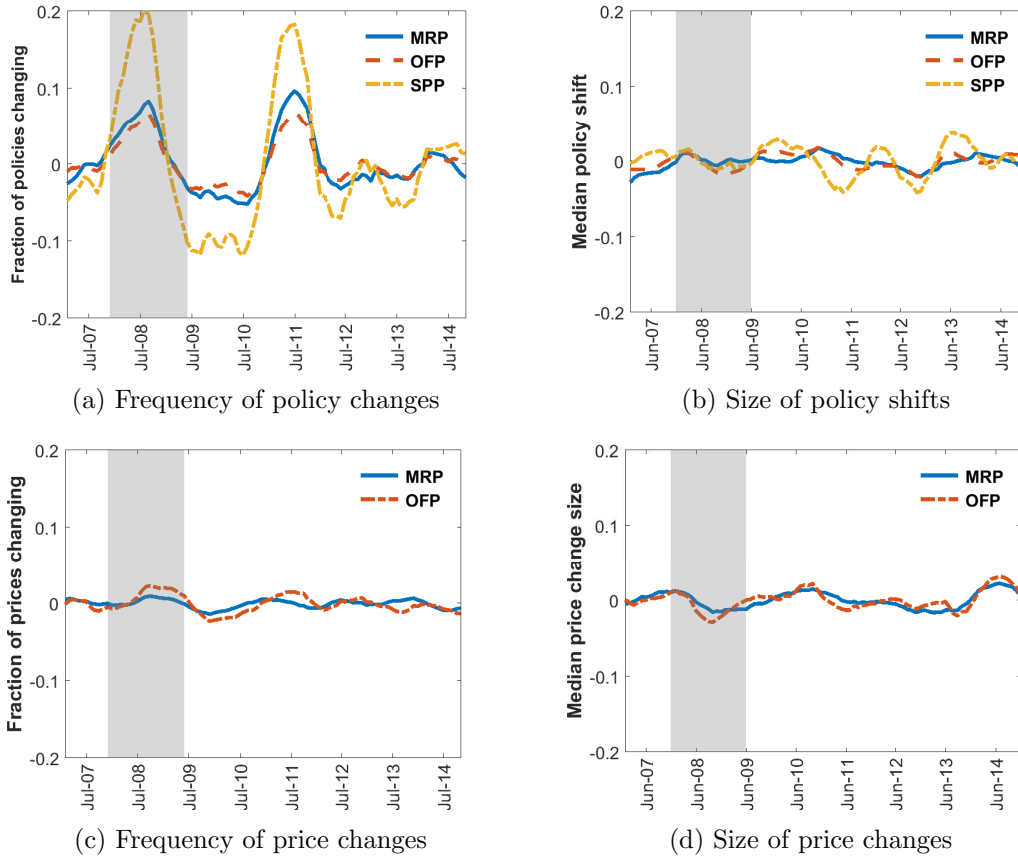 0.2
0.1
0
-0.1
-0.2
Fraction of policies changing
MRP
OFP
SPP
Jul-07
Jul-08
Jul-09
Jul-10
Jul-11
Jul-12
Jul-13
Jul-14
(a) Frequency of policy changes
0.2
0.1
0
-0.1
-0.2
Median policy shift
MRP
OFP
SPP
Jun-07
Jun-08
Jun-09
Jun-10
Jun-11
Jun-12
Jun-13
Jun-14
(b) Size of policy shifts
0.2
0.1
0
-0.1
-0.2
Fraction of prices changing
MRP
OFP
Jul-07
Jul-08
Jul-09
Jul-10
Jul-11
Jul-12
Jul-13
Jul-14
(c) Frequency of price changes
0.2
0.1
0
-0.1
-0.2
Median price change size
MRP
OFP
Jun-07
Jun-08
Jun-09
Jun-10
Jun-11
Jun-12
Jun-13
Jun-14
(d) Size of price changes